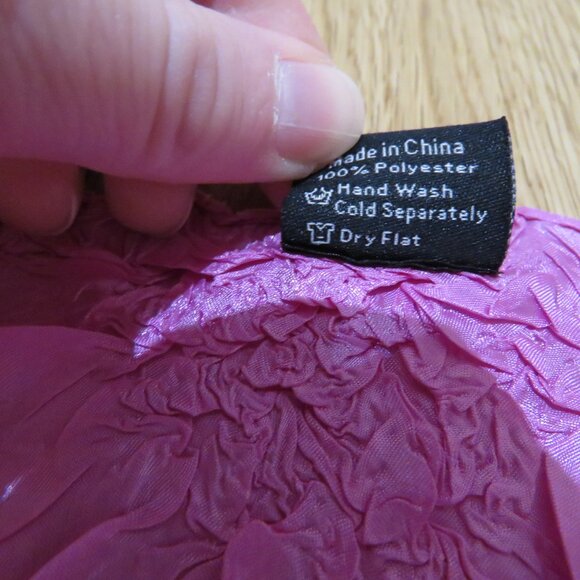 made in China
100% Polyester
Hand Wash
Cold Separately
Dry Flat